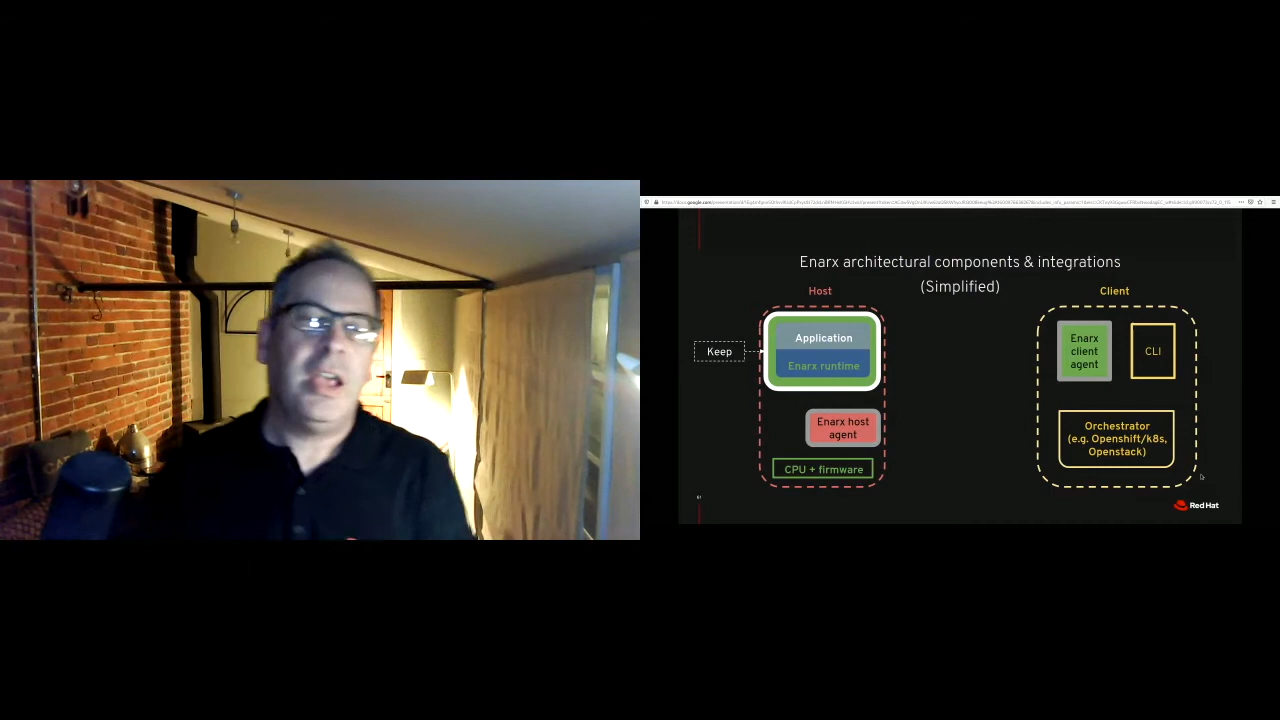 Enarx architectural components & integrations
(Simplified)
Host
Client
Application
Enarx runtime
Keep
Enarx host
agent
CPU + firmware
Enarx
client
agent
CLI
Orchestrator
(e.g. Openshift/k8s,
Openstack)
61
Red Hat